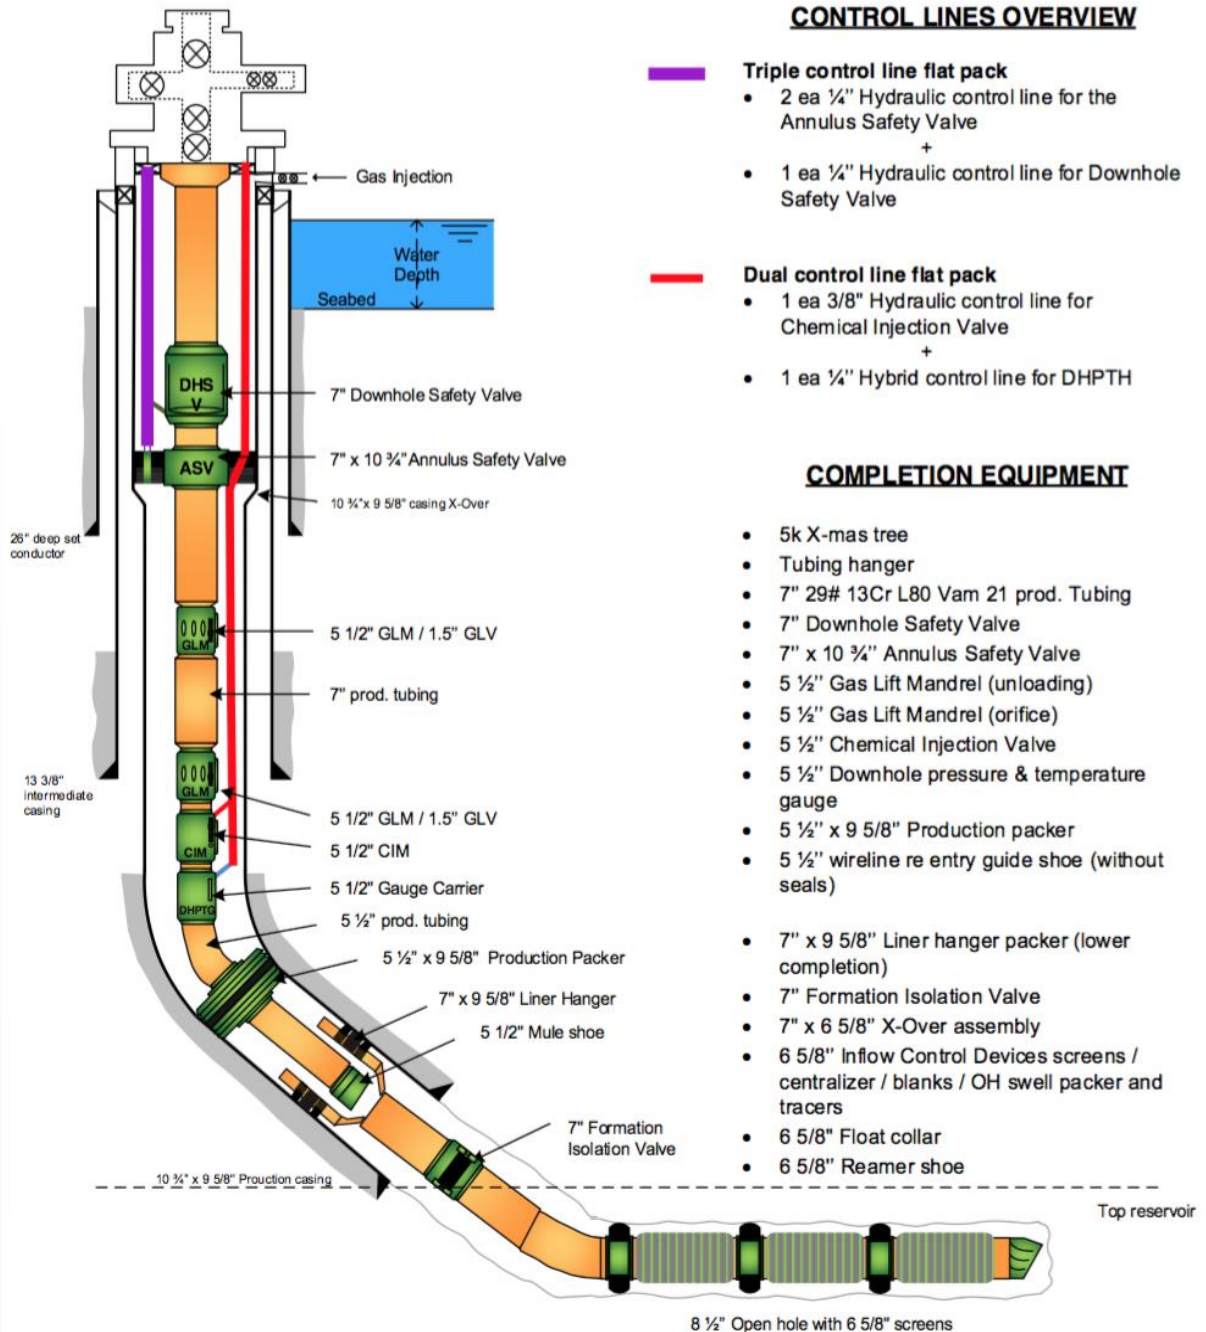 CONTROL LINES OVERVIEW
Triple control line flat pack
• 2 ea ¼" Hydraulic control line for the
Annulus Safety Valve
+
• 1 ea ¼" Hydraulic control line for Downhole
Safety Valve
Dual control line flat pack
• 1 ea 3/8" Hydraulic control line for
Chemical Injection Valve
+
• 1 ea ¼" Hybrid control line for DHPTH
COMPLETION EQUIPMENT
• 5k X-mas tree
• Tubing hanger
• 7" 29# 13Cr L80 Vam 21 prod. Tubing
• 7" Downhole Safety Valve
• 7" x 10 ¾" Annulus Safety Valve
• 5 ½" Gas Lift Mandrel (unloading)
• 5 ½" Gas Lift Mandrel (orifice)
• 5 ½" Chemical Injection Valve
• 5 ½" Downhole pressure & temperature
gauge
• 5 ½" x 9 5/8" Production packer
• 5 ½" wireline re entry guide shoe (without
seals)
• 7" x 9 5/8" Liner hanger packer (lower
completion)
• 7" Formation Isolation Valve
• 7" x 6 5/8" X-Over assembly
• 6 5/8" Inflow Control Devices screens /
centralizer / blanks / OH swell packer and
tracers
• 6 5/8" Float collar
• 6 5/8" Reamer shoe
Gas Injection
Water
Depth
Seabed
DHS
V
7" Downhole Safety Valve
ASV
7" x 10 ¾" Annulus Safety Valve
10 ¾"x 9 5/8" casing X-Over
26" deep set
conductor
GLM
5 1/2" GLM / 1.5" GLV
7" prod. tubing
13 3/8"
intermediate
casing
GLM
5 1/2" GLM / 1.5" GLV
CIM
5 1/2" CIM
DHPTG
5 1/2" Gauge Carrier
5 ½" prod. tubing
5 ½" x 9 5/8" Production Packer
7" x 9 5/8" Liner Hanger
5 1/2" Mule shoe
7" Formation
Isolation Valve
10 ¾" x 9 5/8" Prouction casing
Top reservoir
8 ½" Open hole with 6 5/8" screens